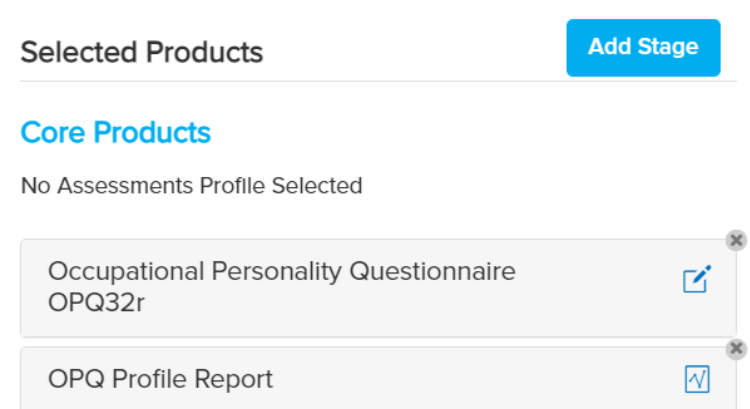 Selected Products
Add Stage
Core Products
No Assessments Profile Selected
Occupational Personality Questionnaire
OPQ32r
OPQ Profile Report